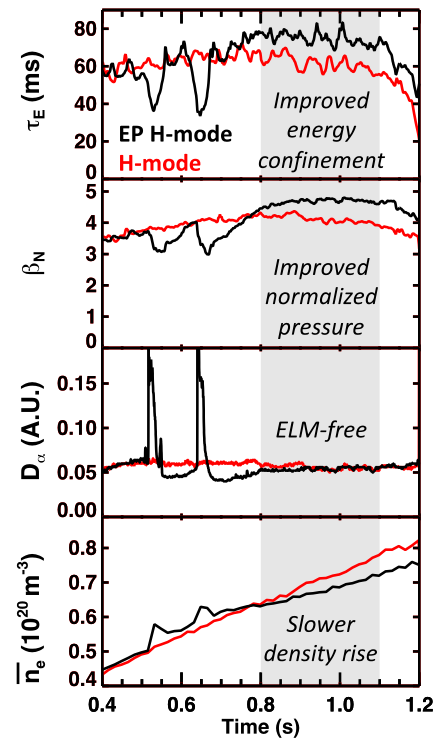 80
60
40
20
0
τE (ms)
EP H-mode
H-mode
Improved
energy
confinement
5
4
3
2
1
0
βN
Improved
normalized
pressure
0.15
0.10
0.05
0.00
Dα (A.U.)
ELM-free
0.8
0.7
0.6
0.5
0.4
n̅e (10²⁰ m⁻³)
Slower
density rise
0.4 0.6 0.8 1.0 1.2
Time (s)